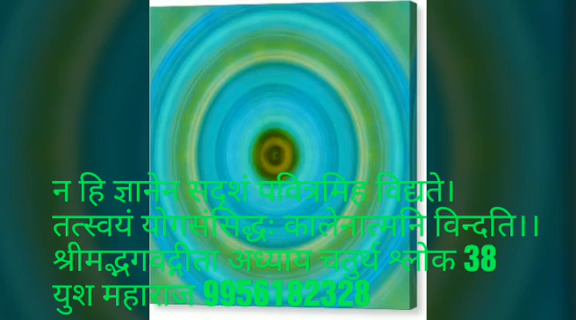 न हि ज्ञानेन सदृशं पवित्रमिह विद्यते।
तत्स्वयं योगसंसिद्धः कालेनात्मनि विन्दति।।
श्रीमद्भगवद्गीता अध्याय चतुर्थ श्लोक 38
युश महाराज 9956182328